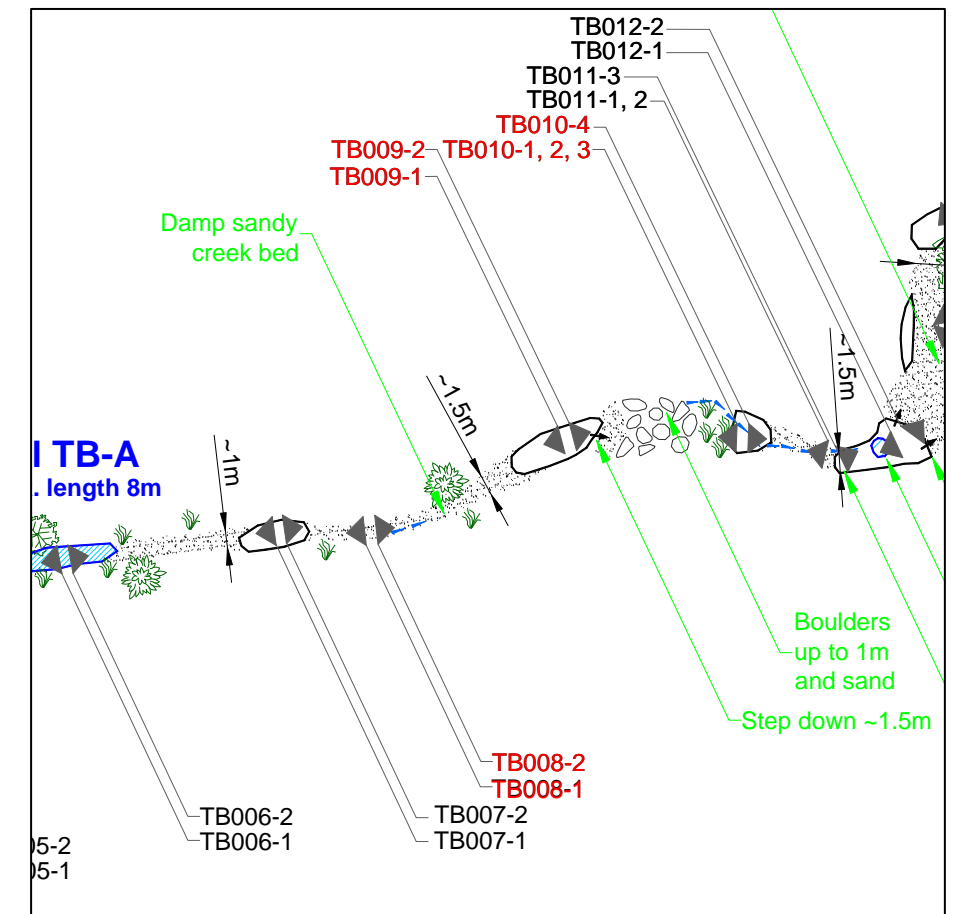 TB012-2
TB012-1
TB011-3
TB011-1, 2
TB010-4
TB009-2
TB010-1, 2, 3
TB009-1
Damp sandy
creek bed
~1.5m
~1.5m
~1m
l TB-A
. length 8m
Boulders
up to 1m
and sand
Step down ~1.5m
TB008-2
TB008-1
TB006-2
TB007-2
TB006-1
TB007-1
05-2
05-1